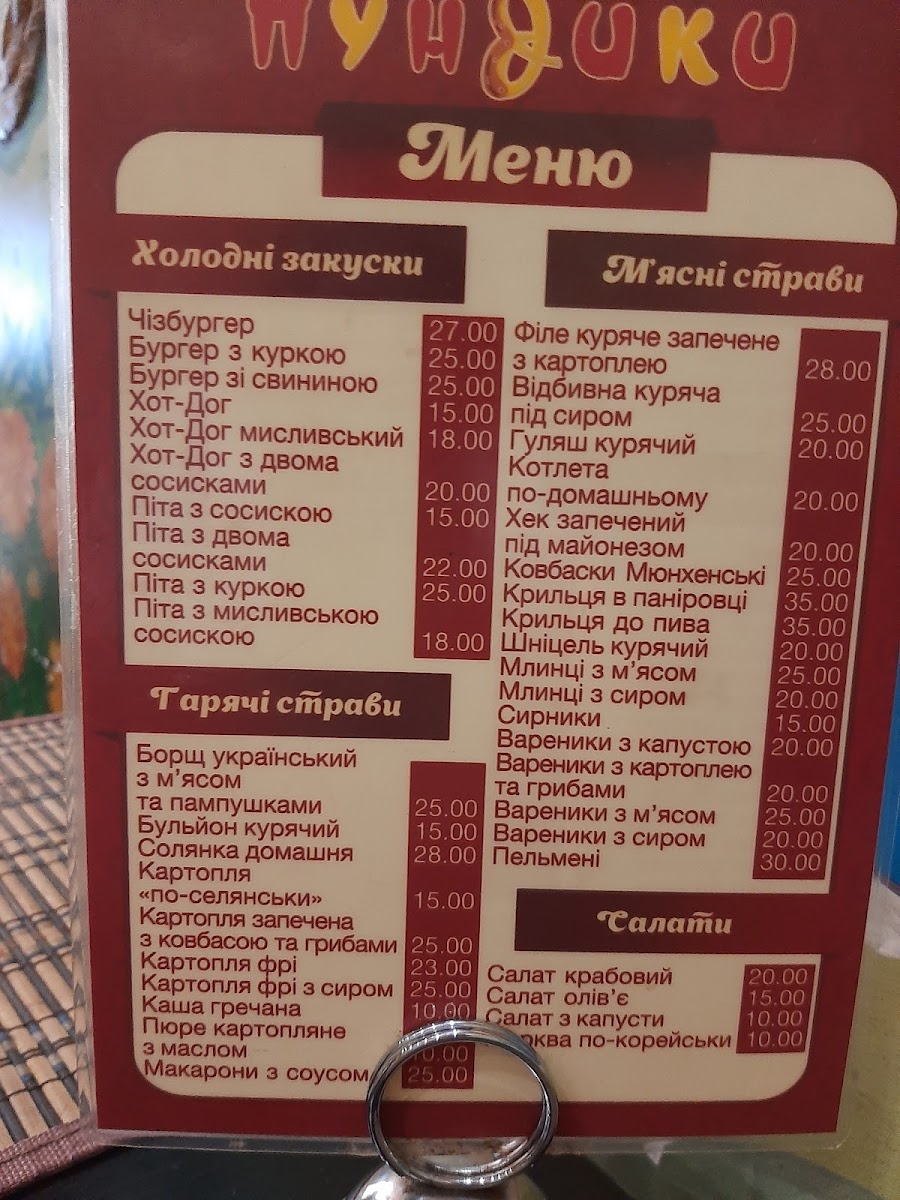 Пундики
Меню
Холодні закуски
Чізбургер 27.00
Бургер з куркою 25.00
Бургер зі свининою 25.00
Хот-Дог 15.00
Хот-Дог мисливський 18.00
Хот-Дог з двома
сосисками 20.00
Піта з сосискою 15.00
Піта з двома
сосисками 22.00
Піта з куркою 25.00
Піта з мисливською
сосискою 18.00
Гарячі страви
Борщ український
з м’ясом
та пампушками 25.00
Бульйон курячий 15.00
Солянка домашня 28.00
Картопля
«по-селянськи» 15.00
Картопля запечена
з ковбасою та грибами 25.00
Картопля фрі 23.00
Картопля фрі з сиром 25.00
Каша гречана 10.00
Пюре картопляне
з маслом 10.00
Макарони з соусом 25.00
М'ясні страви
Філе куряче запечене
з картоплею 28.00
Відбивна куряча
під сиром 25.00
Гуляш курячий 20.00
Котлета
по-домашньому 20.00
Хек запечений
під майонезом 20.00
Ковбаски Мюнхенські 25.00
Крильця в паніровці 35.00
Крильця до пива 35.00
Шніцель курячий 20.00
Млинці з м’ясом 25.00
Млинці з сиром 20.00
Сирники 15.00
Вареники з капустою 20.00
Вареники з картоплею
та грибами 20.00
Вареники з м’ясом 25.00
Вареники з сиром 20.00
Пельмені 30.00
Салати
Салат крабовий 20.00
Салат олів’є 15.00
Салат з капусти 10.00
по-корейськи 10.00